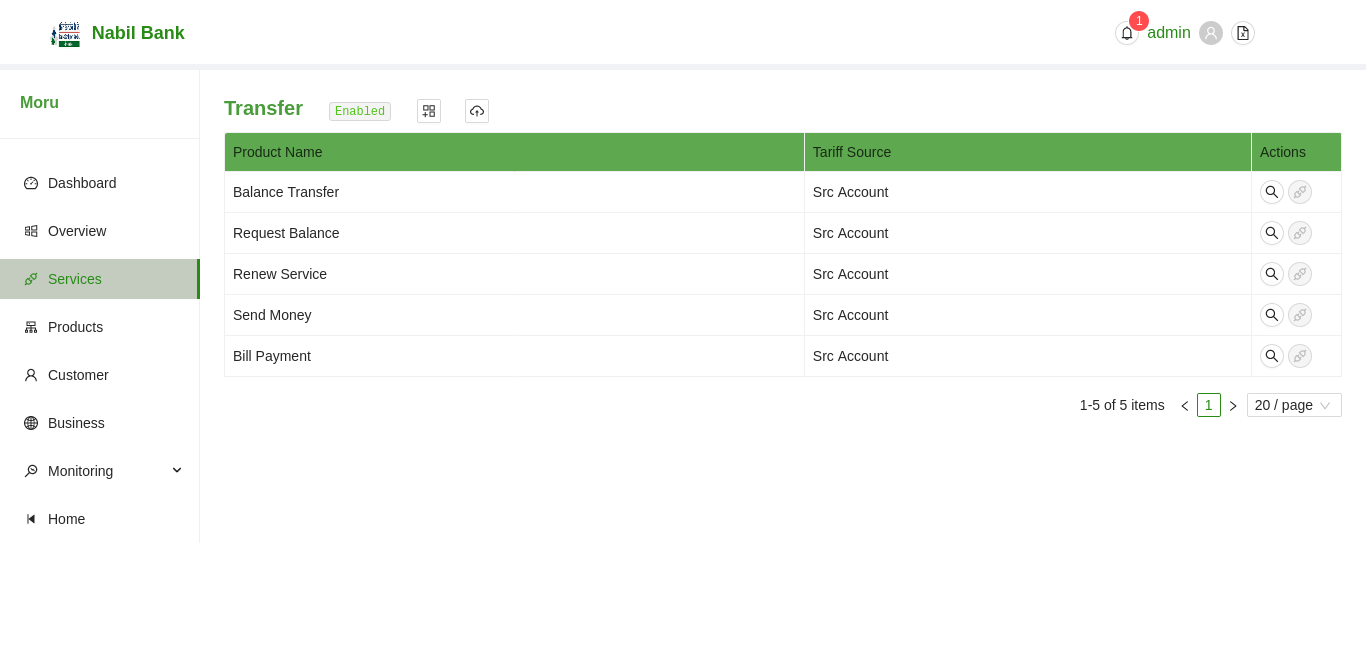 Nabil Bank
1
admin
Moru
Transfer
Enabled
Dashboard
Overview
Services
Products
Customer
Business
Monitoring
Home
Product Name
Tariff Source
Actions
Balance Transfer
Src Account
Request Balance
Src Account
Renew Service
Src Account
Send Money
Src Account
Bill Payment
Src Account
1-5 of 5 items
1
20 / page